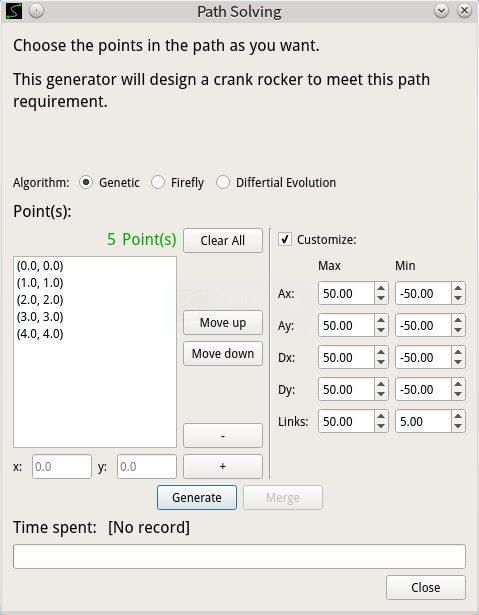 Path Solving
Choose the points in the path as you want.
This generator will design a crank rocker to meet this path
requirement.
Algorithm: Genetic Firefly Differtial Evolution
Point(s):
5 Point(s) Clear All
Customize:
(0.0, 0.0)
(1.0, 1.0)
(2.0, 2.0)
(3.0, 3.0)
(4.0, 4.0)
Move up
Move down
-
x: 0.0 y: 0.0 +
Max Min
Ax: 50.00 -50.00
Ay: 50.00 -50.00
Dx: 50.00 -50.00
Dy: 50.00 -50.00
Links: 50.00 5.00
Generate Merge
Time spent: [No record]
Close